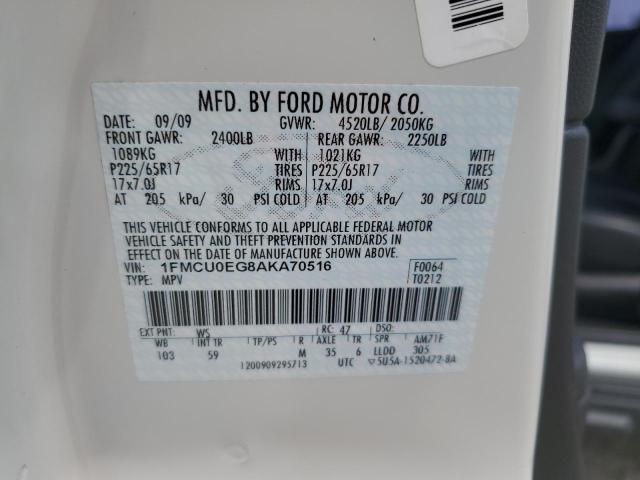 MFD. BY FORD MOTOR CO.
DATE: 09/09 GVWR: 4520LB/ 2050KG
FRONT GAWR: 2400LB REAR GAWR: 2250LB
1089KG 1021KG
P225/65R17 TIRES P225/65R17 TIRES
17x7.0J RIMS 17x7.0J RIMS
AT 205 kPa/ 30 PSI COLD AT 205 kPa/ 30 PSI COLD
THIS VEHICLE CONFORMS TO ALL APPLICABLE FEDERAL MOTOR
VEHICLE SAFETY AND THEFT PREVENTION STANDARDS IN
EFFECT ON THE DATE OF MANUFACTURE SHOWN ABOVE.
VIN: 1FMCU0EG8AKA70516 F0064
TYPE: MPV T0212
EXT PNT: WS RC: 47 DSO:
WB INT TR TP/PS R AXLE TR SPR AM71F
103 59 M 35 6 LLDD 305
1200909295713 UTC ▽5U5A-1520472-8A